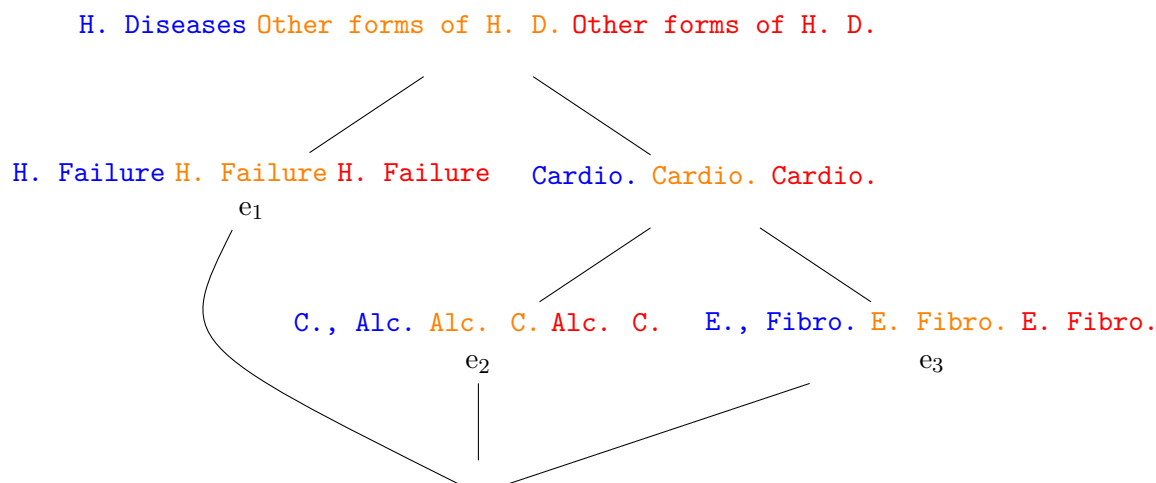 H. Diseases Other forms of H. D. Other forms of H. D.
H. Failure H. Failure H. Failure Cardio. Cardio. Cardio.
e1
C., Alc. Alc. C. Alc. C. E., Fibro. E. Fibro. E. Fibro.
e2 e3